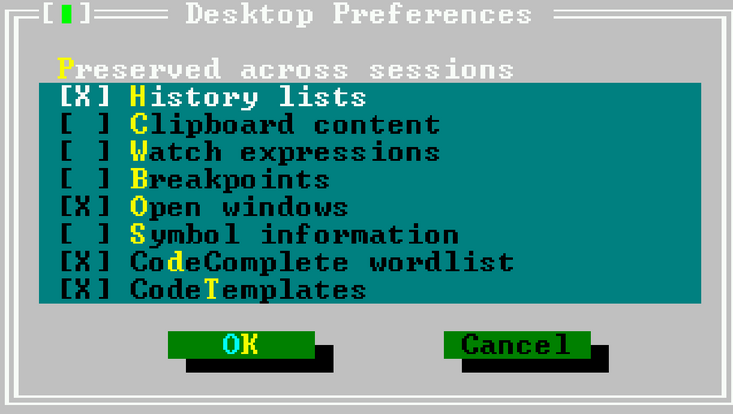 [■] Desktop Preferences
Preserved across sessions
[X] History lists
[ ] Clipboard content
[ ] Watch expressions
[ ] Breakpoints
[X] Open windows
[ ] Symbol information
[X] CodeComplete wordlist
[X] CodeTemplates
OK Cancel